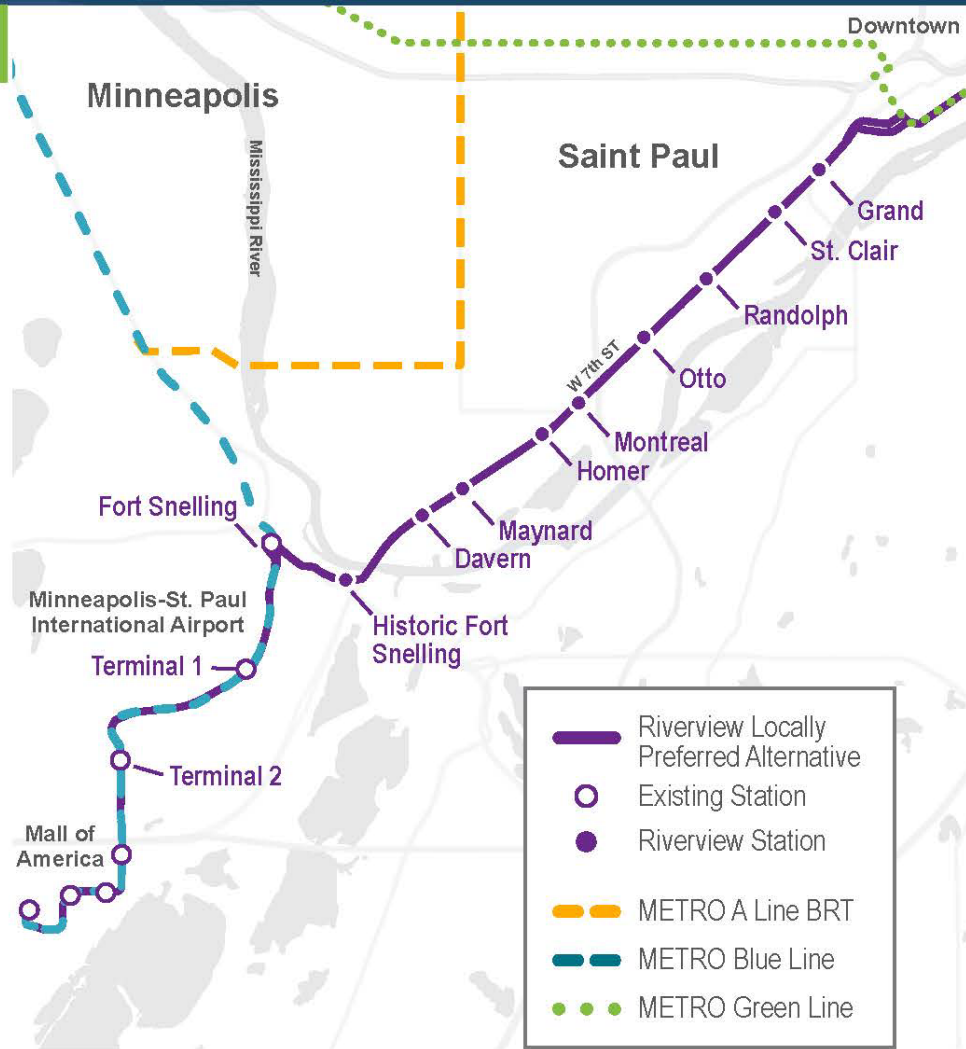 Downtown
Minneapolis
Mississippi River
Saint Paul
Grand
St. Clair
Randolph
W 7th ST
Otto
Montreal
Homer
Fort Snelling
Maynard
Davern
Minneapolis-St. Paul
International Airport
Historic Fort
Snelling
Terminal 1
Terminal 2
Mall of
America
Riverview Locally
Preferred Alternative
Existing Station
Riverview Station
METRO A Line BRT
METRO Blue Line
METRO Green Line